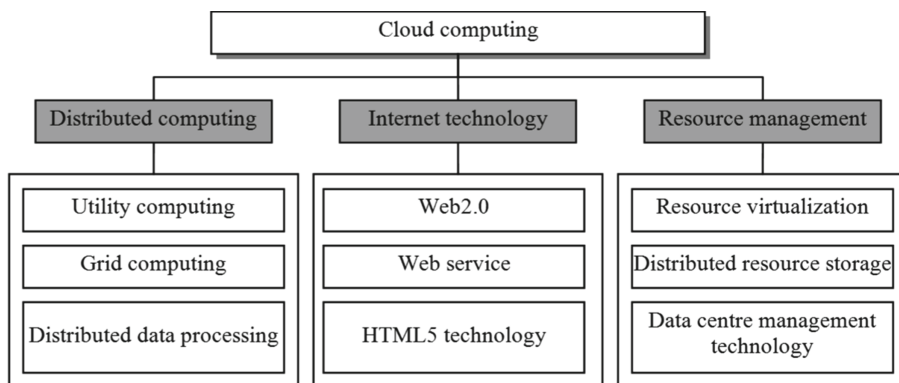 Cloud computing
Distributed computing
Internet technology
Resource management
Utility computing
Web2.0
Resource virtualization
Grid computing
Web service
Distributed resource storage
Distributed data processing
HTML5 technology
Data centre management
technology